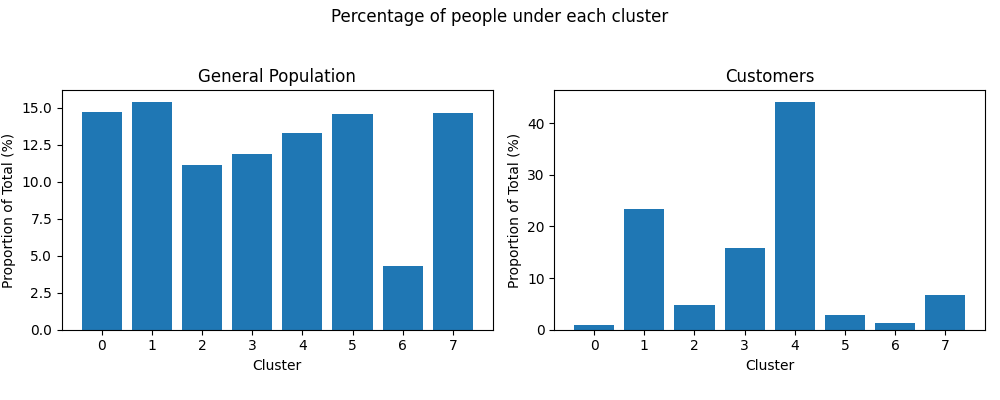 Percentage of people under each cluster
General Population
Proportion of Total (%)
15.0
12.5
10.0
7.5
5.0
2.5
0.0
0 1 2 3 4 5 6 7
Cluster
Customers
Proportion of Total (%)
40
30
20
10
0
0 1 2 3 4 5 6 7
Cluster